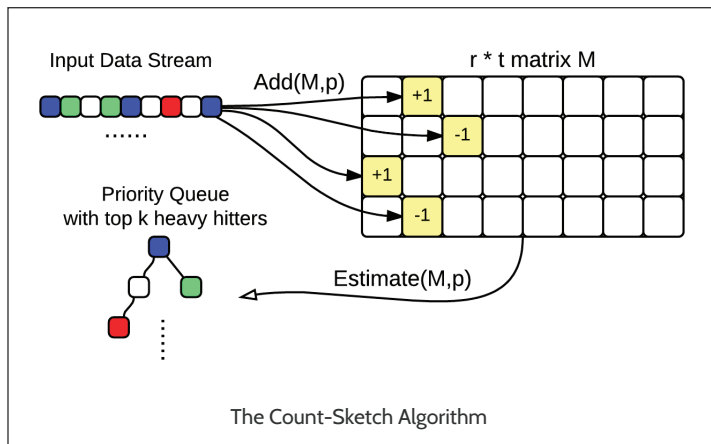 Input Data Stream
r * t matrix M
Add(M,p)
+1
-1
+1
-1
......
Priority Queue
with top k heavy hitters
Estimate(M,p)
......
The Count-Sketch Algorithm